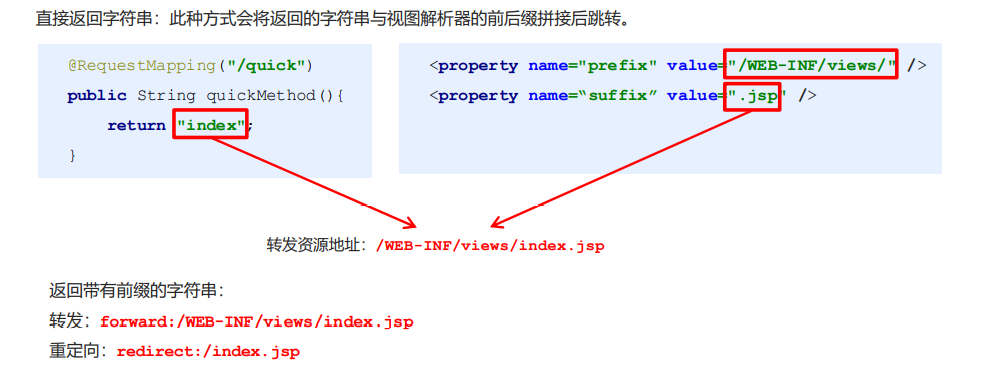 直接返回字符串：此种方式会将返回的字符串与视图解析器的前后缀拼接后跳转。
@RequestMapping("/quick")
public String quickMethod(){
    return "index";
}
<property name="prefix" value="/WEB-INF/views/" />
<property name=“suffix” value=".jsp" />
转发资源地址：/WEB-INF/views/index.jsp
返回带有前缀的字符串：
转发：forward:/WEB-INF/views/index.jsp
重定向：redirect:/index.jsp